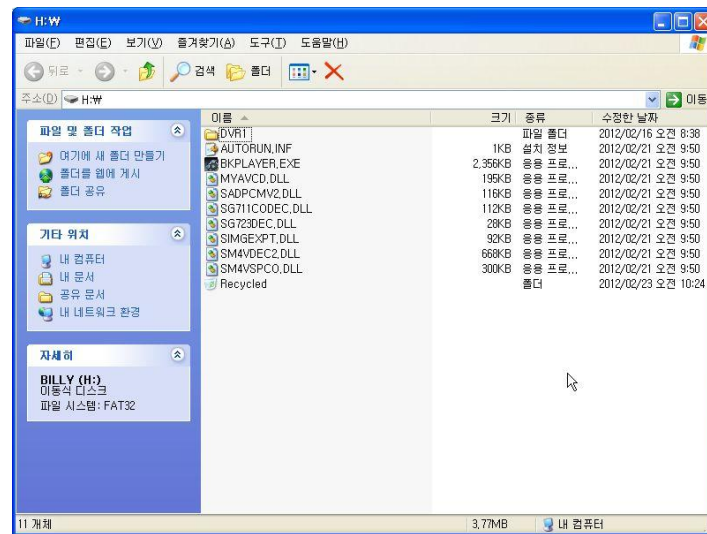 H:₩
파일(F) 편집(E) 보기(V) 즐겨찾기(A) 도구(T) 도움말(H)
뒤로 검색 폴더
주소(D) H:₩ 이동
파일 및 폴더 작업
여기에 새 폴더 만들기
폴더를 웹에 게시
폴더 공유
기타 위치
내 컴퓨터
내 문서
공유 문서
내 네트워크 환경
자세히
BILLY (H:)
이동식 디스크
파일 시스템: FAT32
이름 크기 종류 수정한 날짜
DVR1 파일 폴더 2012/02/16 오전 8:38
AUTORUN.INF 1KB 설치 정보 2012/02/21 오전 9:50
BKPLAYER.EXE 2,356KB 응용 프로... 2012/02/21 오전 9:50
MYAVCD.DLL 195KB 응용 프로... 2012/02/21 오전 9:50
SADPCMV2.DLL 116KB 응용 프로... 2012/02/21 오전 9:50
SG711CODEC.DLL 112KB 응용 프로... 2012/02/21 오전 9:50
SG723DEC.DLL 28KB 응용 프로... 2012/02/21 오전 9:50
SIMGEXPT.DLL 92KB 응용 프로... 2012/02/21 오전 9:50
SM4VDEC2.DLL 668KB 응용 프로... 2012/02/21 오전 9:50
SM4VSPCO.DLL 300KB 응용 프로... 2012/02/21 오전 9:50
Recycled 폴더 2012/02/23 오전 10:24
11 개체 3.77MB 내 컴퓨터